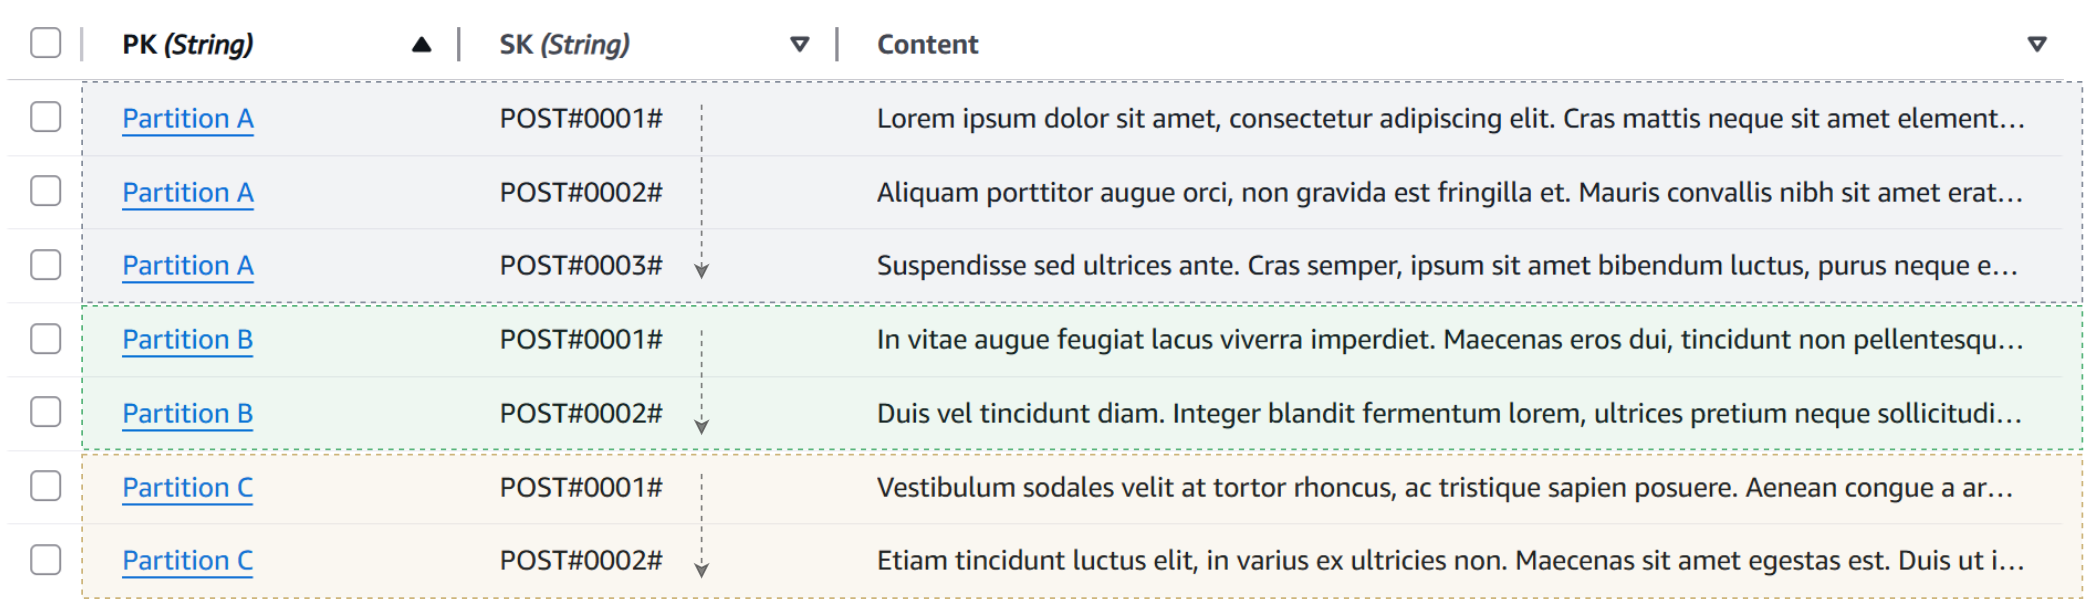 PK (String) SK (String) Content
Partition A POST#0001# Lorem ipsum dolor sit amet, consectetur adipiscing elit. Cras mattis neque sit amet element...
Partition A POST#0002# Aliquam porttitor augue orci, non gravida est fringilla et. Mauris convallis nibh sit amet erat...
Partition A POST#0003# Suspendisse sed ultrices ante. Cras semper, ipsum sit amet bibendum luctus, purus neque e...
Partition B POST#0001# In vitae augue feugiat lacus viverra imperdiet. Maecenas eros dui, tincidunt non pellentesqu...
Partition B POST#0002# Duis vel tincidunt diam. Integer blandit fermentum lorem, ultrices pretium neque sollicitudi...
Partition C POST#0001# Vestibulum sodales velit at tortor rhoncus, ac tristique sapien posuere. Aenean congue a ar...
Partition C POST#0002# Etiam tincidunt luctus elit, in varius ex ultricies non. Maecenas sit amet egestas est. Duis ut i...